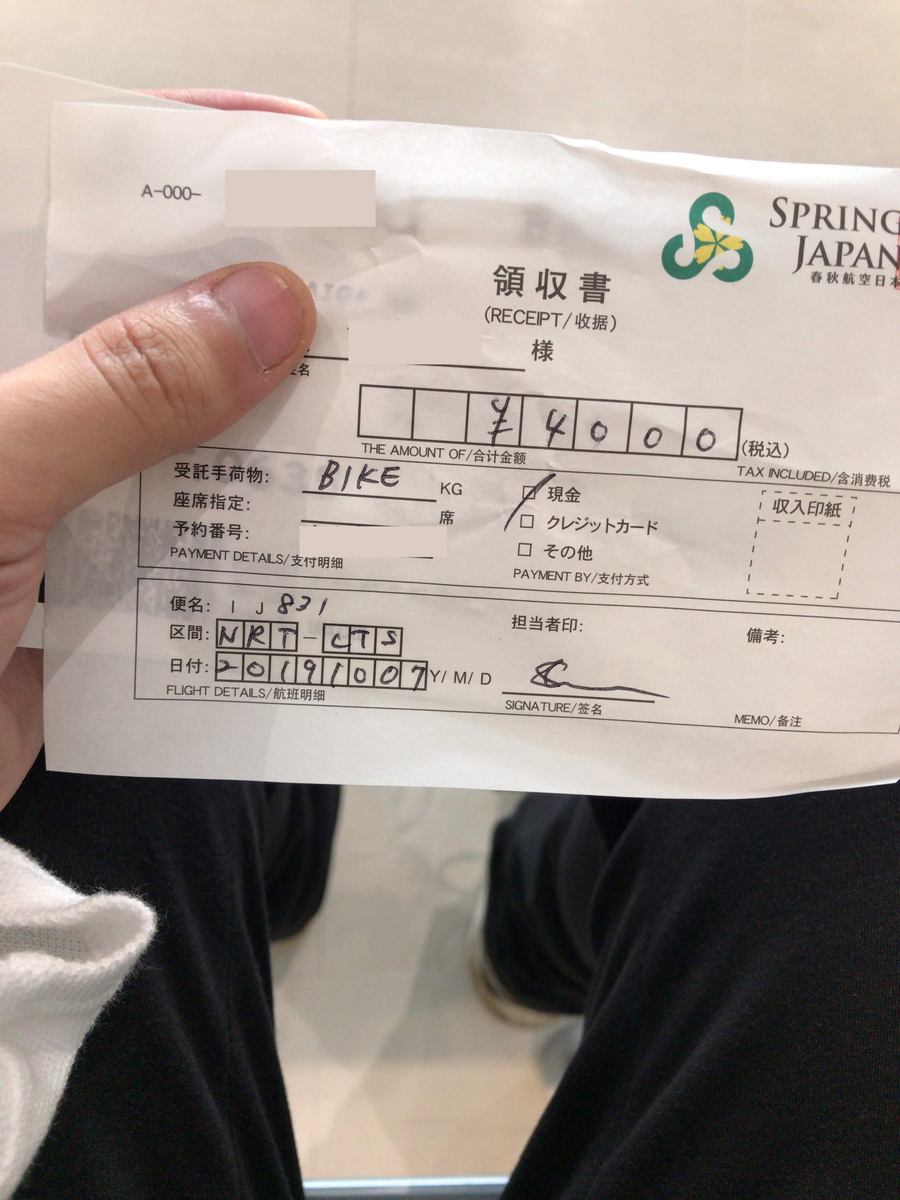 A-000-
SPRING
JAPAN
春秋航空日本
領収書
(RECEIPT/收据)
様
名
¥4000
(税込)
THE AMOUNT OF/合计金额
TAX INCLUDED/含消费税
受託手荷物: BIKE KG
座席指定: 席
予約番号:
PAYMENT DETAILS/支付明细
現金
クレジットカード
その他
PAYMENT BY/支付方式
収入印紙
便名: IJ831
区間: NRT-CTS
日付: 20191007 Y/M/D
FLIGHT DETAILS/航班明细
担当者印:
SIGNATURE/签名
備考:
MEMO/备注